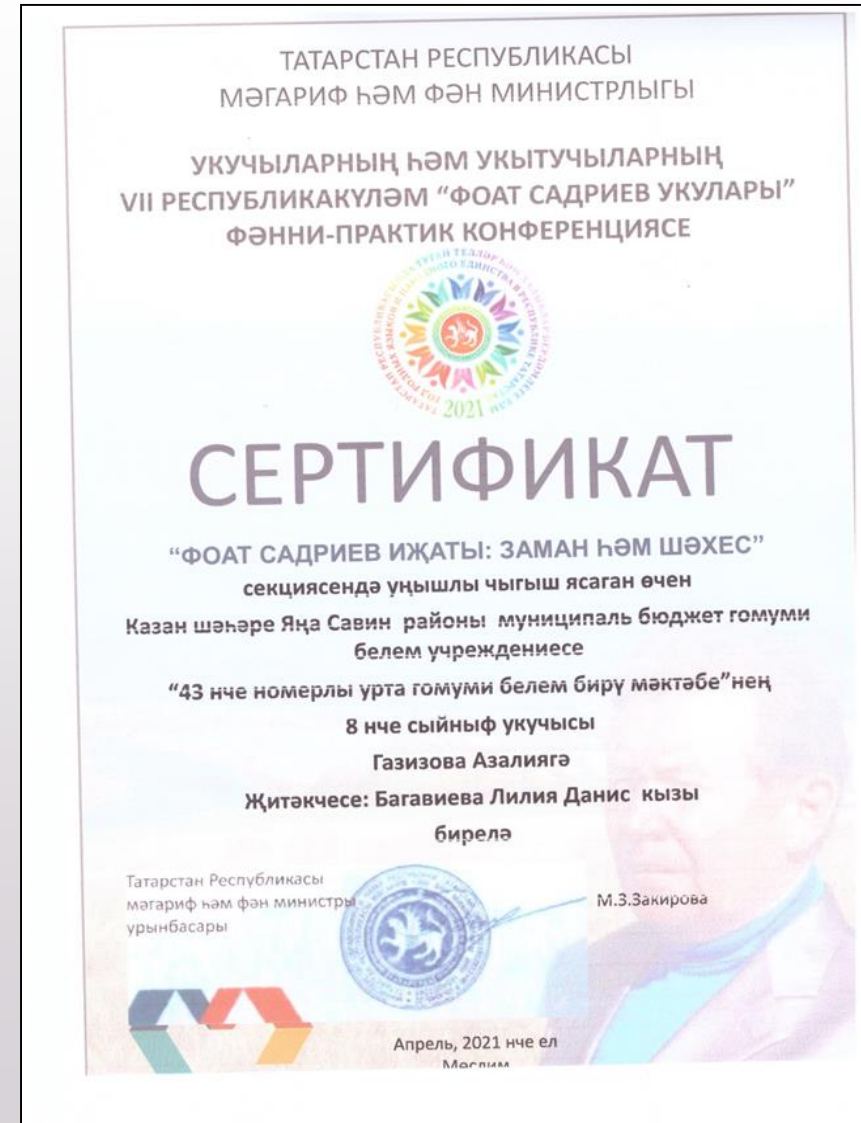 ТАТАРСТАН РЕСПУБЛИКАСЫ
МӘГАРИФ ҺӘМ ФӘН МИНИСТРЛЫГЫ
УКУЧЫЛАРНЫҢ ҺӘМ УКЫТУЧЫЛАРНЫҢ
VII РЕСПУБЛИКАКҮЛӘМ “ФОАТ САДРИЕВ УКУЛАРЫ”
ФӘННИ-ПРАКТИК КОНФЕРЕНЦИЯСЕ
2021
СЕРТИФИКАТ
“ФОАТ САДРИЕВ ИҖАТЫ: ЗАМАН ҺӘМ ШӘХЕС”
секциясендә уңышлы чыгыш ясаган өчен
Казан шәһәре Яңа Савин районы муниципаль бюджет гомуми
белем учреждениесе
“43 нче номерлы урта гомуми белем бирү мәктәбе”нең
8 нче сыйныф укучысы
Газизова Азалиягә
Җитәкчесе: Багавиева Лилия Данис кызы
бирелә
Татарстан Республикасы
мәгариф һәм фән министры
урынбасары
М.З.Закирова
Апрель, 2021 нче ел
Мөслим